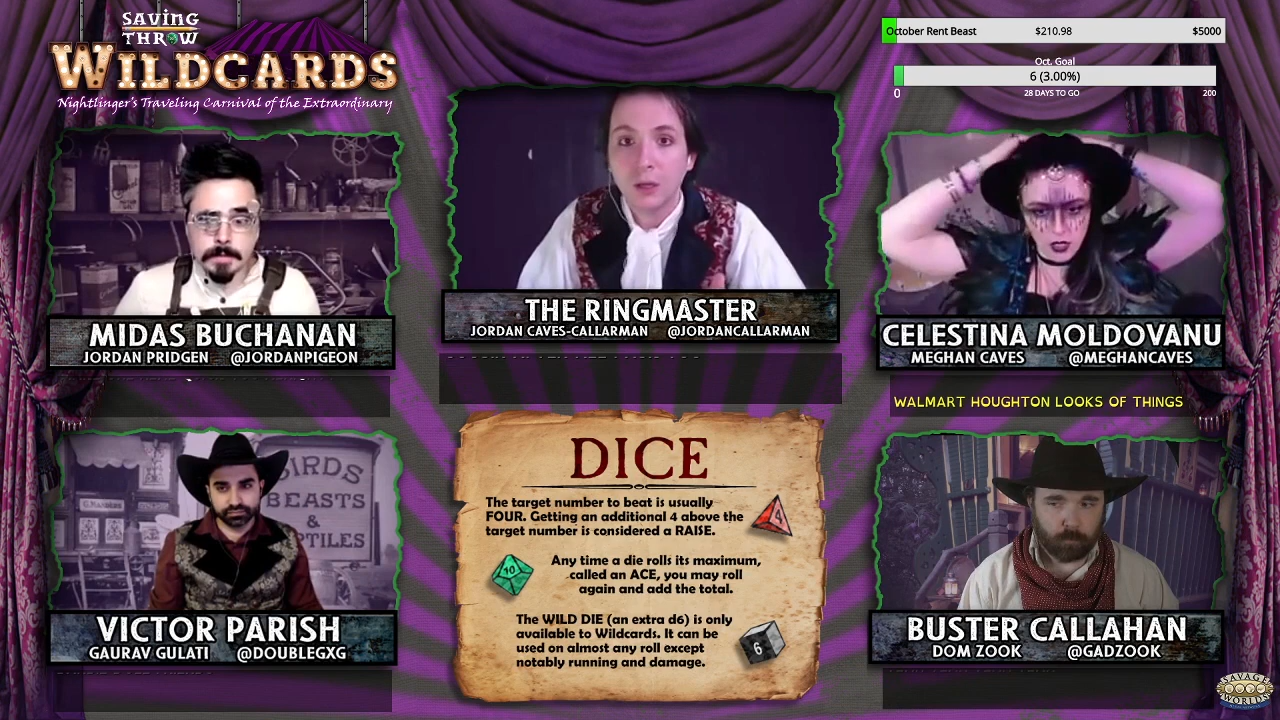 SAVING
THROW
WILDCARDS
Nightlinger's Traveling Carnival of the Extraordinary
October Rent Beast $210.98 $5000
Oct. Goal
6 (3.00%)
0 28 DAYS TO GO 200
THE RINGMASTER
JORDAN CAVES-CALLARMAN @JORDANCALLARMAN
MIDAS BUCHANAN
JORDAN PRIDGEN @JORDANPIGEON
CELESTINA MOLDOVANU
MEGHAN CAVES @MEGHANCAVES
WALMART HOUGHTON LOOKS OF THINGS
BIRDS
BEASTS
&
VICTOR PARISH
GAURAV GULATI @DOUBLEGXG
DICE
The target number to beat is usually
FOUR. Getting an additional 4 above the
target number is considered a RAISE.
4
Any time a die rolls its maximum,
called an ACE, you may roll
again and add the total.
10
The WILD DIE (an extra d6) is only
available to Wildcards. It can be
used on almost any roll except
notably running and damage.
6
BUSTER CALLAHAN
DOM ZOOK @GADZOOK
SAVAGE
WORLDS